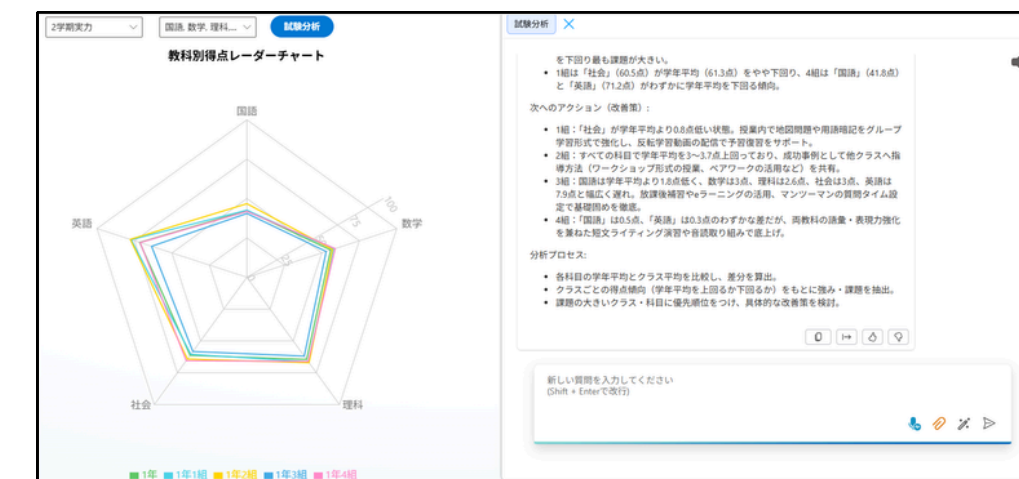 2学期実力
国語, 数学, 理科,...
試験分析
教科別得点レーダーチャート
国語
数学
理科
社会
英語
0
25
75
100
1年
1年1組
1年2組
1年3組
1年4組
試験分析
を下回り最も課題が大きい。
• 1組は「社会」(60.5点) が学年平均 (61.3点) をやや下回り、4組は「国語」(41.8点)
と「英語」(71.2点) がわずかに学年平均を下回る傾向。
次へのアクション（改善策）:
• 1組：「社会」が学年平均より0.8点低い状態。授業内で地図問題や用語暗記をグループ
学習形式で強化し、反転学習動画の配信で予習復習をサポート。
• 2組：すべての科目で学年平均を3〜3.7点上回っており、成功事例として他クラスへ指
導方法（ワークショップ形式の授業、ペアワークの活用など）を共有。
• 3組：国語は学年平均より1.8点低く、数学は3点、理科は2.6点、社会は3点、英語は
7.9点と幅広く遅れ。放課後補習やeラーニングの活用、マンツーマンの質問タイム設
定で基礎固めを徹底。
• 4組：「国語」は0.5点、「英語」は0.3点のわずかな差だが、両教科の語彙・表現力強化
を兼ねた短文ライティング演習や音読取り組みで底上げ。
分析プロセス:
• 各科目の学年平均とクラス平均を比較し、差分を算出。
• クラスごとの得点傾向（学年平均を上回るか下回るか）をもとに強み・課題を抽出。
• 課題の大きいクラス・科目に優先順位をつけ、具体的な改善策を検討。
新しい質問を入力してください
(Shift + Enterで改行)